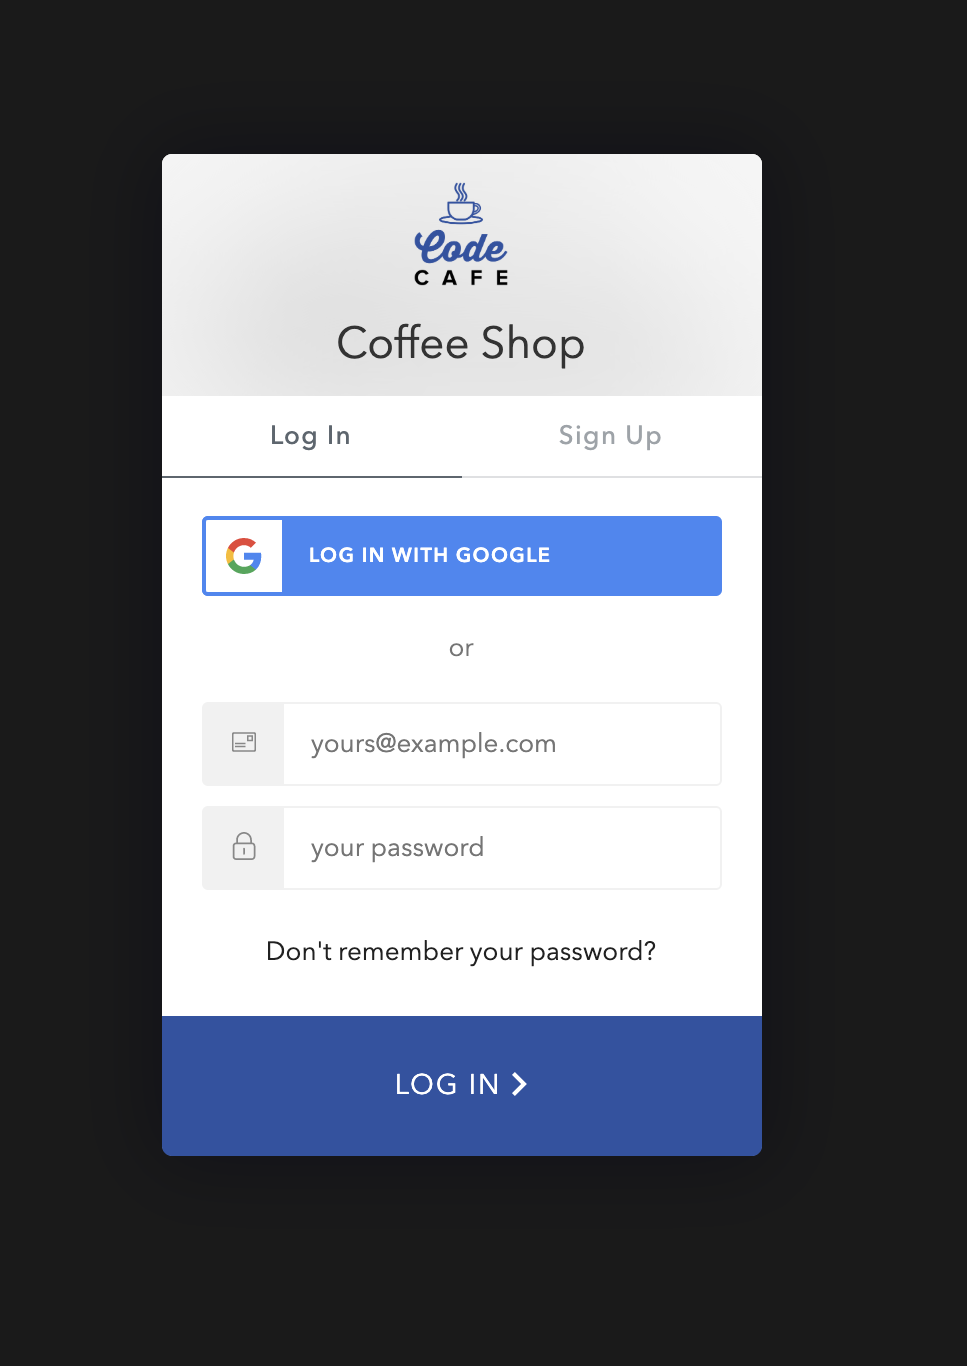 Code
CAFE
Coffee Shop
Log In
Sign Up
LOG IN WITH GOOGLE
or
yours@example.com
your password
Don't remember your password?
LOG IN